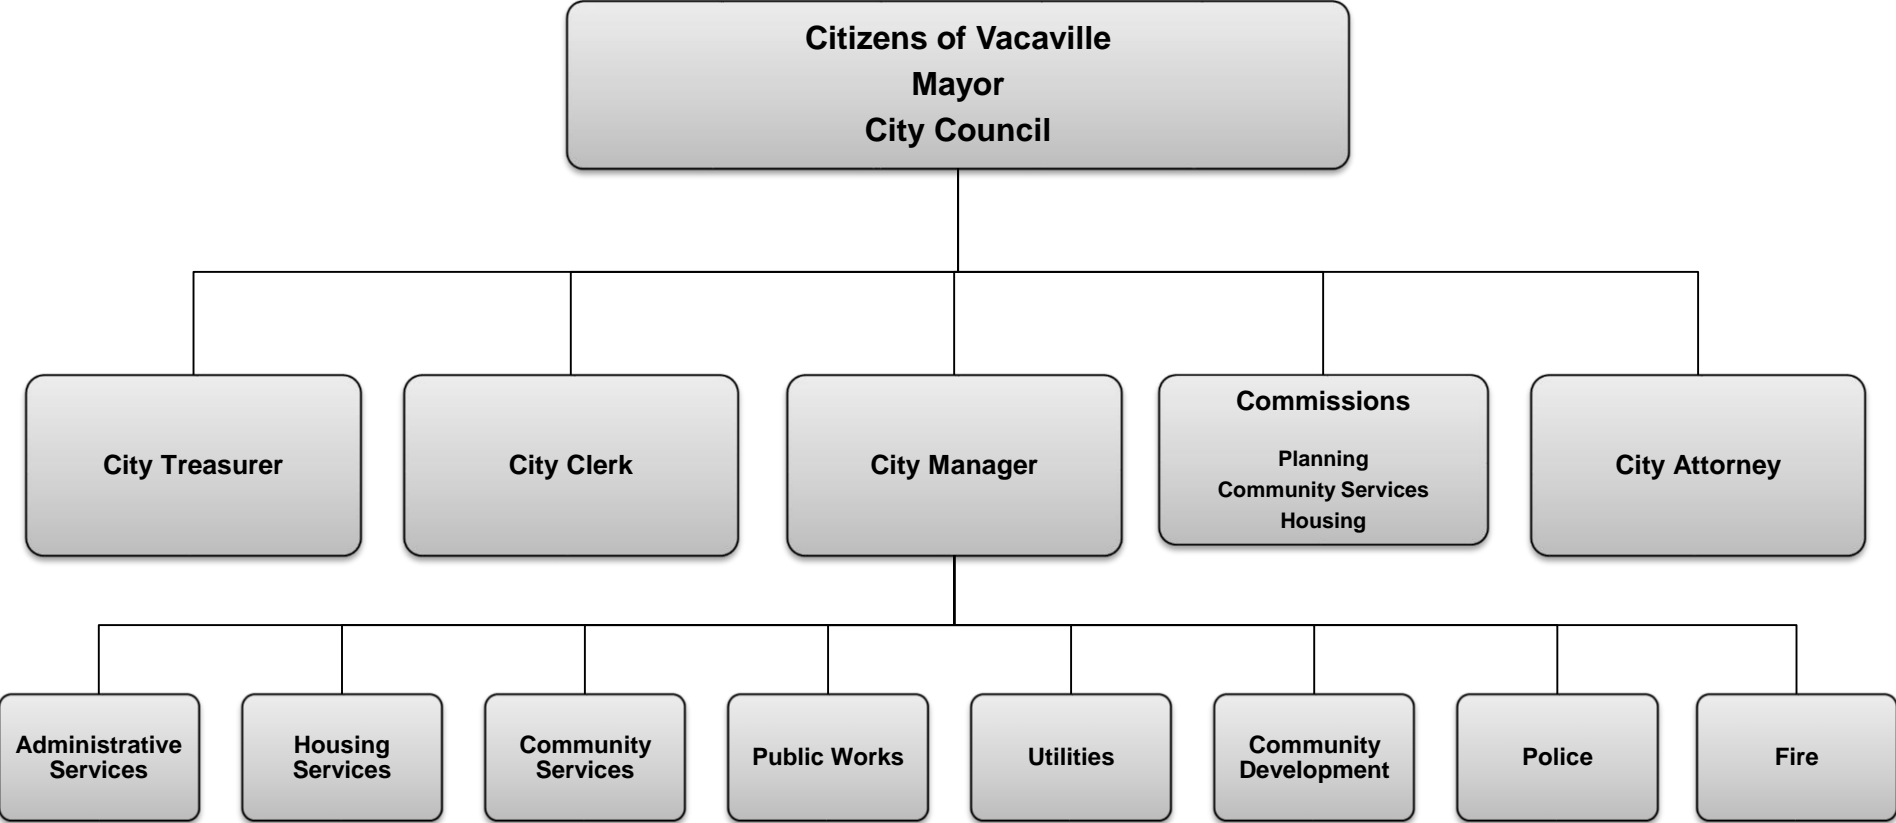 Citizens of Vacaville
Mayor
City Council
City Treasurer
City Clerk
City Manager
Commissions
Planning
Community Services
Housing
City Attorney
Administrative
Services
Housing
Services
Community
Services
Public Works
Utilities
Community
Development
Police
Fire